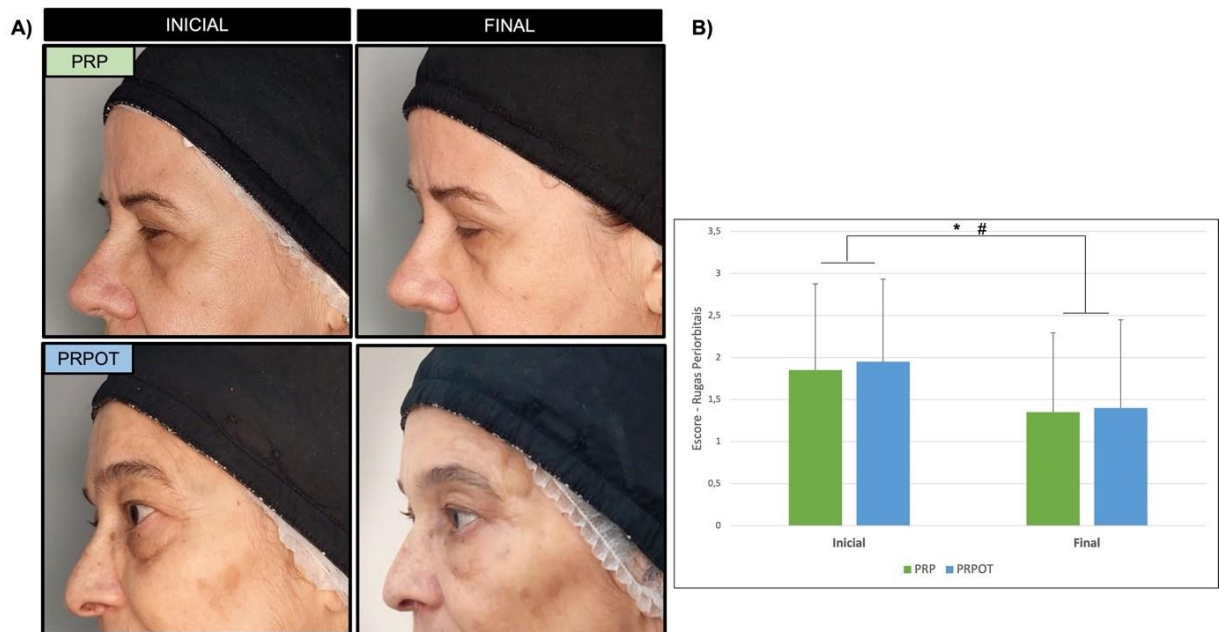 A)
INICIAL
FINAL
PRP
PRPOT
B)
Escore - Rugas Periorbitais
3,5
3
2,5
2
1,5
1
0,5
0
* #
Inicial
Final
PRP
PRPOT